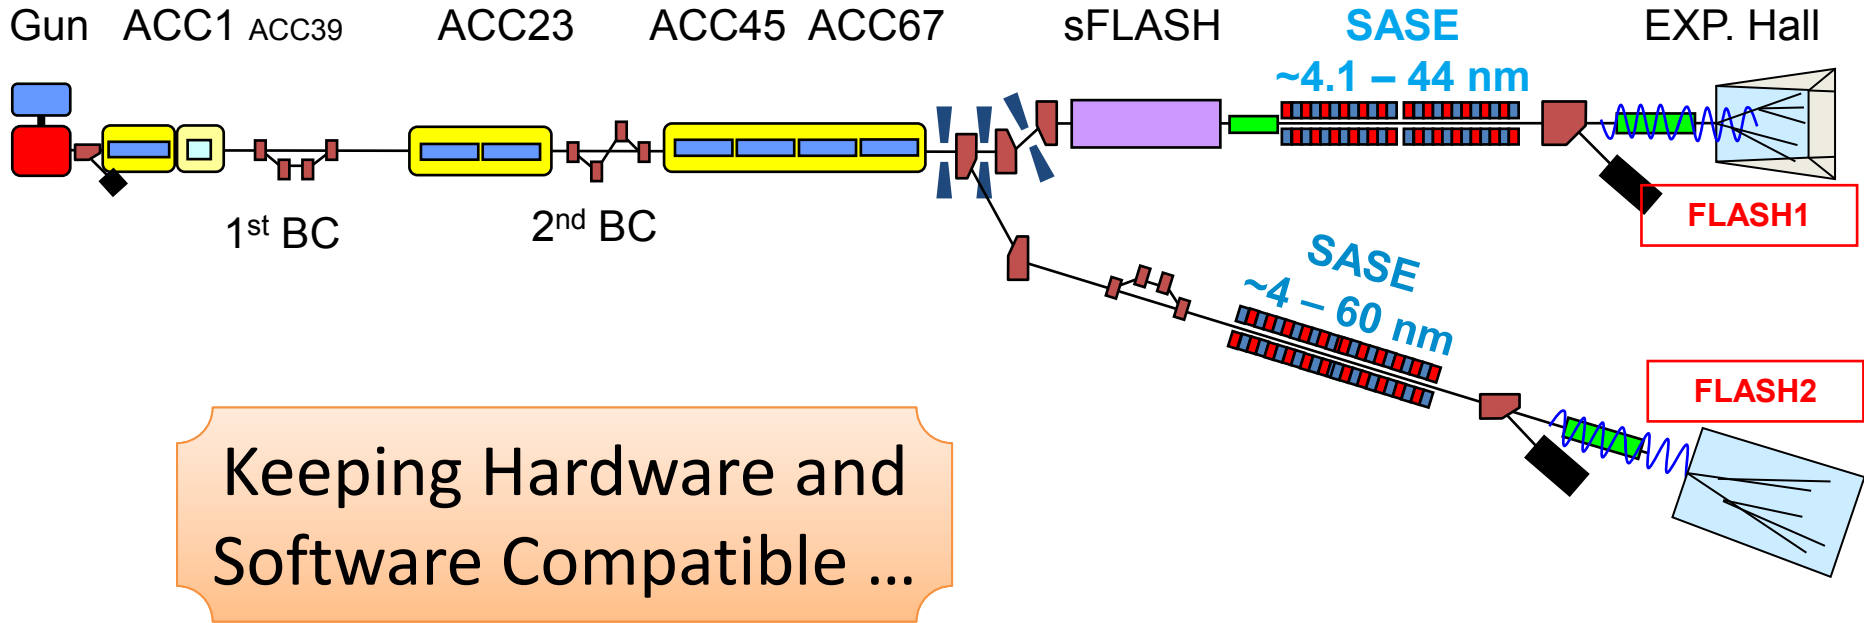 Gun ACC1 ACC39 ACC23 ACC45 ACC67 sFLASH SASE EXP. Hall
~4.1 – 44 nm
1st BC
2nd BC
FLASH1
SASE
~4 – 60 nm
FLASH2
Keeping Hardware and
Software Compatible ...